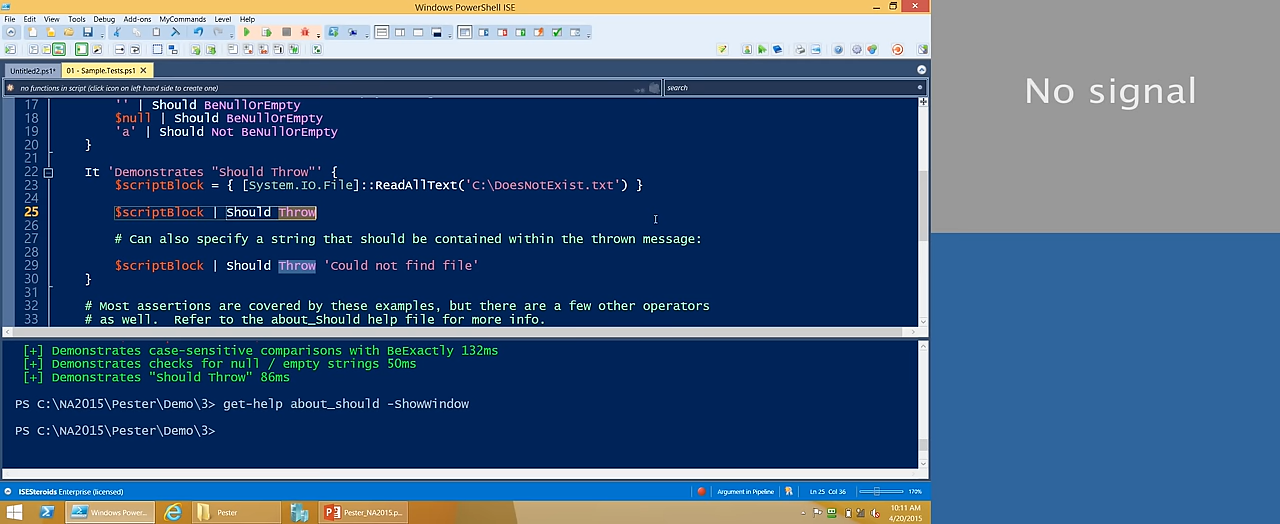 Windows PowerShell ISE
File Edit View Tools Debug Add-ons MyCommands Level Help
Untitled2.ps1* 01 - Sample.Tests.ps1
no functions in script (click icon on left hand side to create one) search
17 '' | Should BeNullOrEmpty
18 $null | Should BeNullOrEmpty
19 'a' | Should Not BeNullOrEmpty
20 }
21
22 It 'Demonstrates "Should Throw"' {
23 $scriptBlock = { [System.IO.File]::ReadAllText('C:\DoesNotExist.txt') }
24
25 $scriptBlock | Should Throw
26
27 # Can also specify a string that should be contained within the thrown message:
28
29 $scriptBlock | Should Throw 'Could not find file'
30 }
31
32 # Most assertions are covered by these examples, but there are a few other operators
33 # as well.  Refer to the about_Should help file for more info.
[+] Demonstrates case-sensitive comparisons with BeExactly 132ms
[+] Demonstrates checks for null / empty strings 50ms
[+] Demonstrates "Should Throw" 86ms
PS C:\NA2015\Pester\Demo\3> get-help about_should -ShowWindow
PS C:\NA2015\Pester\Demo\3>
ISESteroids Enterprise (licensed) Argument in Pipeline Ln 25 Col 36 170%
Windows Power... Pester Pester_NA2015.p...
10:11 AM
4/20/2015
No signal